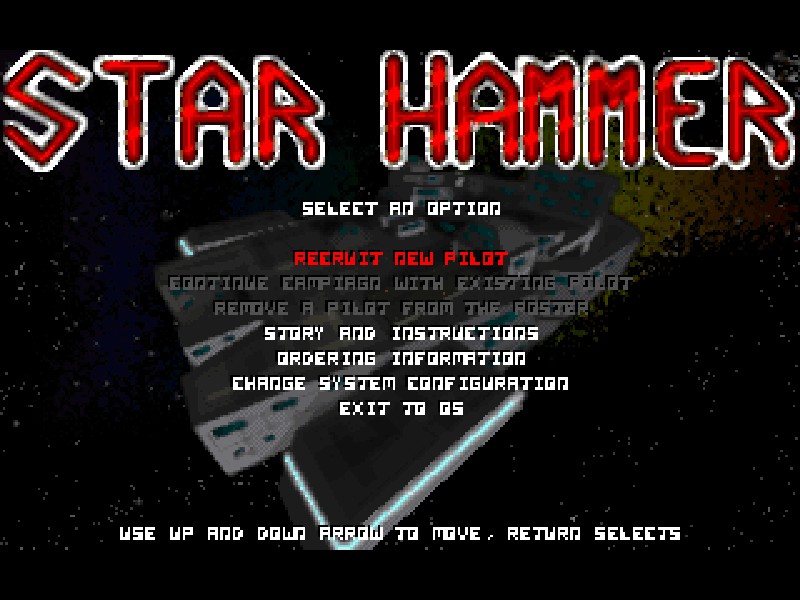 STAR HAMMER
SELECT AN OPTION
RECRUIT NEW PILOT
CONTINUE CAMPIAGN WITH EXISTING PILOT
REMOVE A PILOT FROM THE ROSTER
STORY AND INSTRUCTIONS
ORDERING INFORMATION
CHANGE SYSTEM CONFIGURATION
EXIT TO OS
USE UP AND DOWN ARROW TO MOVE, RETURN SELECTS